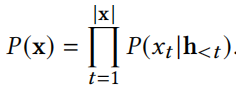 P(x) = ∏_{t=1}^{|x|} P(x_t|h_{<t}).